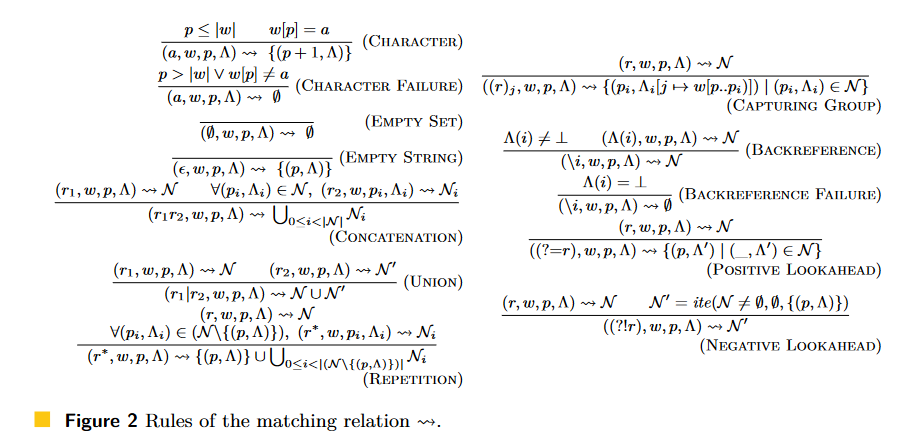 p ≤ |w| w[p] = a
(a, w, p, Λ) ⇝ {(p + 1, Λ)} (CHARACTER)
p > |w| ∨ w[p] ≠ a
(a, w, p, Λ) ⇝ ∅ (CHARACTER FAILURE)
(∅, w, p, Λ) ⇝ ∅ (EMPTY SET)
(ϵ, w, p, Λ) ⇝ {(p, Λ)} (EMPTY STRING)
(r₁, w, p, Λ) ⇝ 𝒩 ∀(pᵢ, Λᵢ) ∈ 𝒩, (r₂, w, pᵢ, Λᵢ) ⇝ 𝒩ᵢ
(r₁r₂, w, p, Λ) ⇝ ⋃0≤i<|𝒩| 𝒩ᵢ
(CONCATENATION)
(r₁, w, p, Λ) ⇝ 𝒩 (r₂, w, p, Λ) ⇝ 𝒩′
(r₁|r₂, w, p, Λ) ⇝ 𝒩 ∪ 𝒩′ (UNION)
(r, w, p, Λ) ⇝ 𝒩
∀(pᵢ, Λᵢ) ∈ (𝒩\{(p, Λ)}), (r*, w, pᵢ, Λᵢ) ⇝ 𝒩ᵢ
(r*, w, p, Λ) ⇝ {(p, Λ)} ∪ ⋃0≤i<|(𝒩\{(p,Λ)})| 𝒩ᵢ
(REPETITION)
(r, w, p, Λ) ⇝ 𝒩
((r)ⱼ, w, p, Λ) ⇝ {(pᵢ, Λᵢ[j ↦ w[p..pᵢ)]) | (pᵢ, Λᵢ) ∈ 𝒩}
(CAPTURING GROUP)
Λ(i) ≠ ⊥ (Λ(i), w, p, Λ) ⇝ 𝒩
(\i, w, p, Λ) ⇝ 𝒩 (BACKREFERENCE)
Λ(i) = ⊥
(\i, w, p, Λ) ⇝ ∅ (BACKREFERENCE FAILURE)
(r, w, p, Λ) ⇝ 𝒩
((?=r), w, p, Λ) ⇝ {(p, Λ′) | (_, Λ′) ∈ 𝒩}
(POSITIVE LOOKAHEAD)
(r, w, p, Λ) ⇝ 𝒩 𝒩′ = ite(𝒩 ≠ ∅, ∅, {(p, Λ)})
((?!r), w, p, Λ) ⇝ 𝒩′
(NEGATIVE LOOKAHEAD)
Figure 2 Rules of the matching relation ⇝.